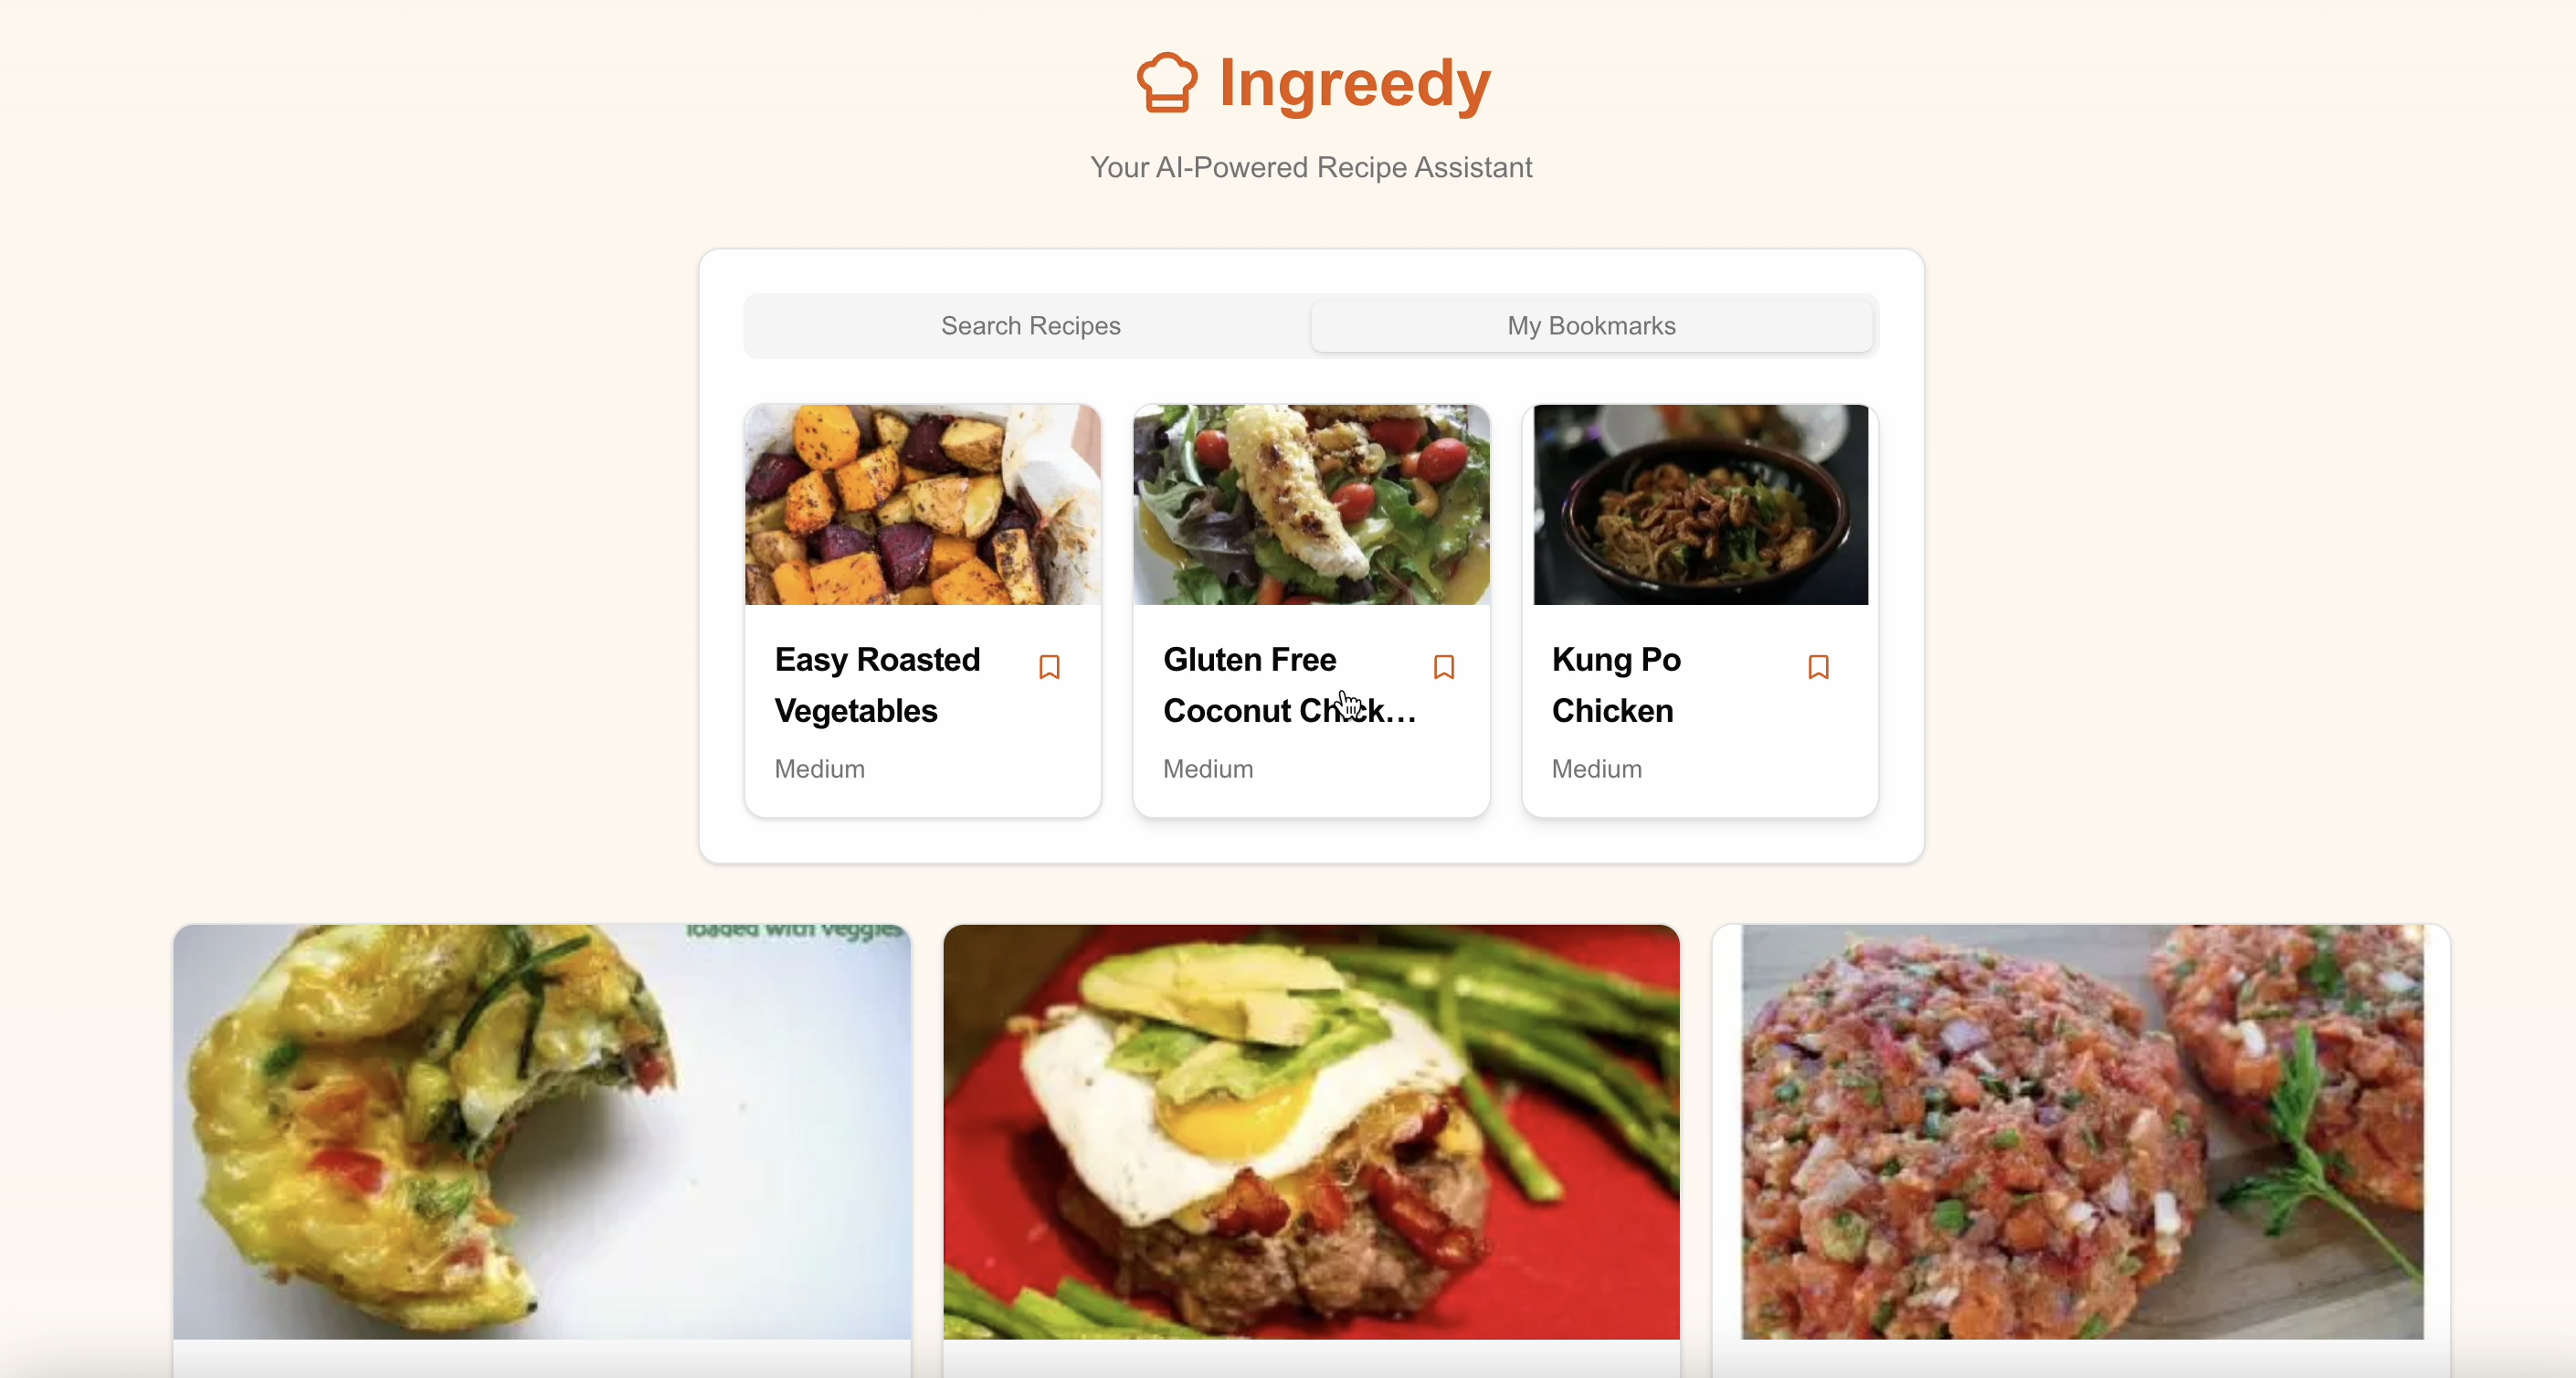 Ingreedy
Your AI-Powered Recipe Assistant
Search Recipes
My Bookmarks
Easy Roasted
Vegetables
Medium
Gluten Free
Coconut Chick...
Medium
Kung Po
Chicken
Medium
loaded with veggies